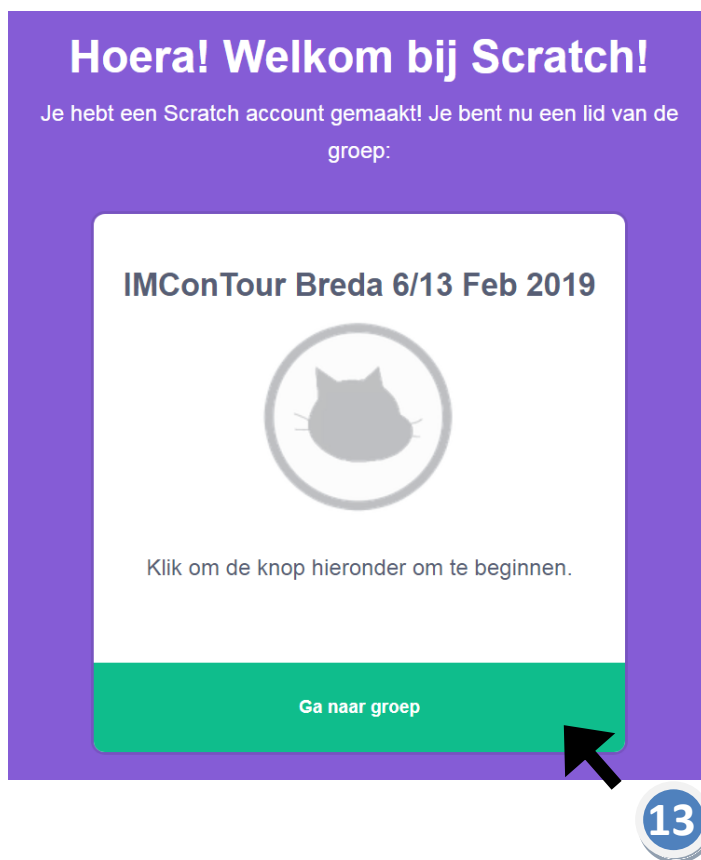 Hoera! Welkom bij Scratch!
Je hebt een Scratch account gemaakt! Je bent nu een lid van de
groep:
IMConTour Breda 6/13 Feb 2019
Klik om de knop hieronder om te beginnen.
Ga naar groep
13